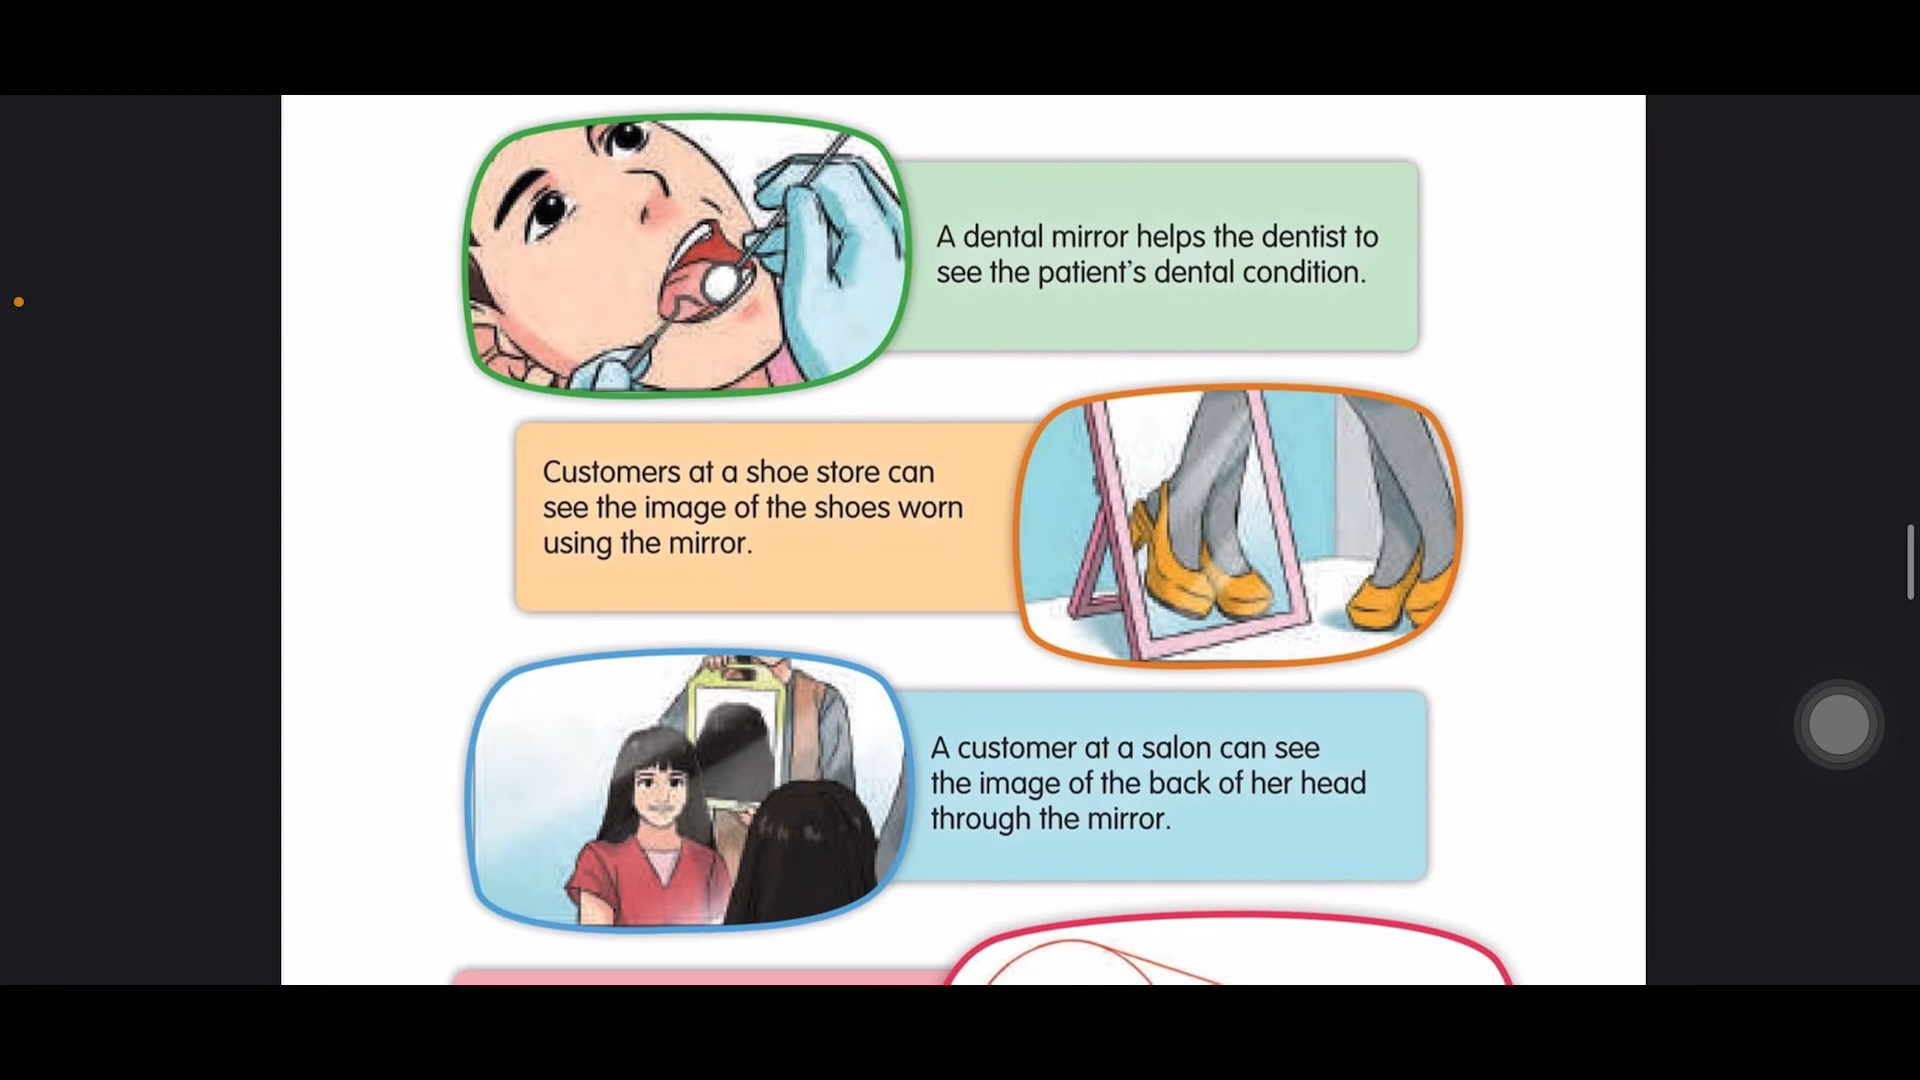 A dental mirror helps the dentist to
see the patient's dental condition.
Customers at a shoe store can
see the image of the shoes worn
using the mirror.
A customer at a salon can see
the image of the back of her head
through the mirror.